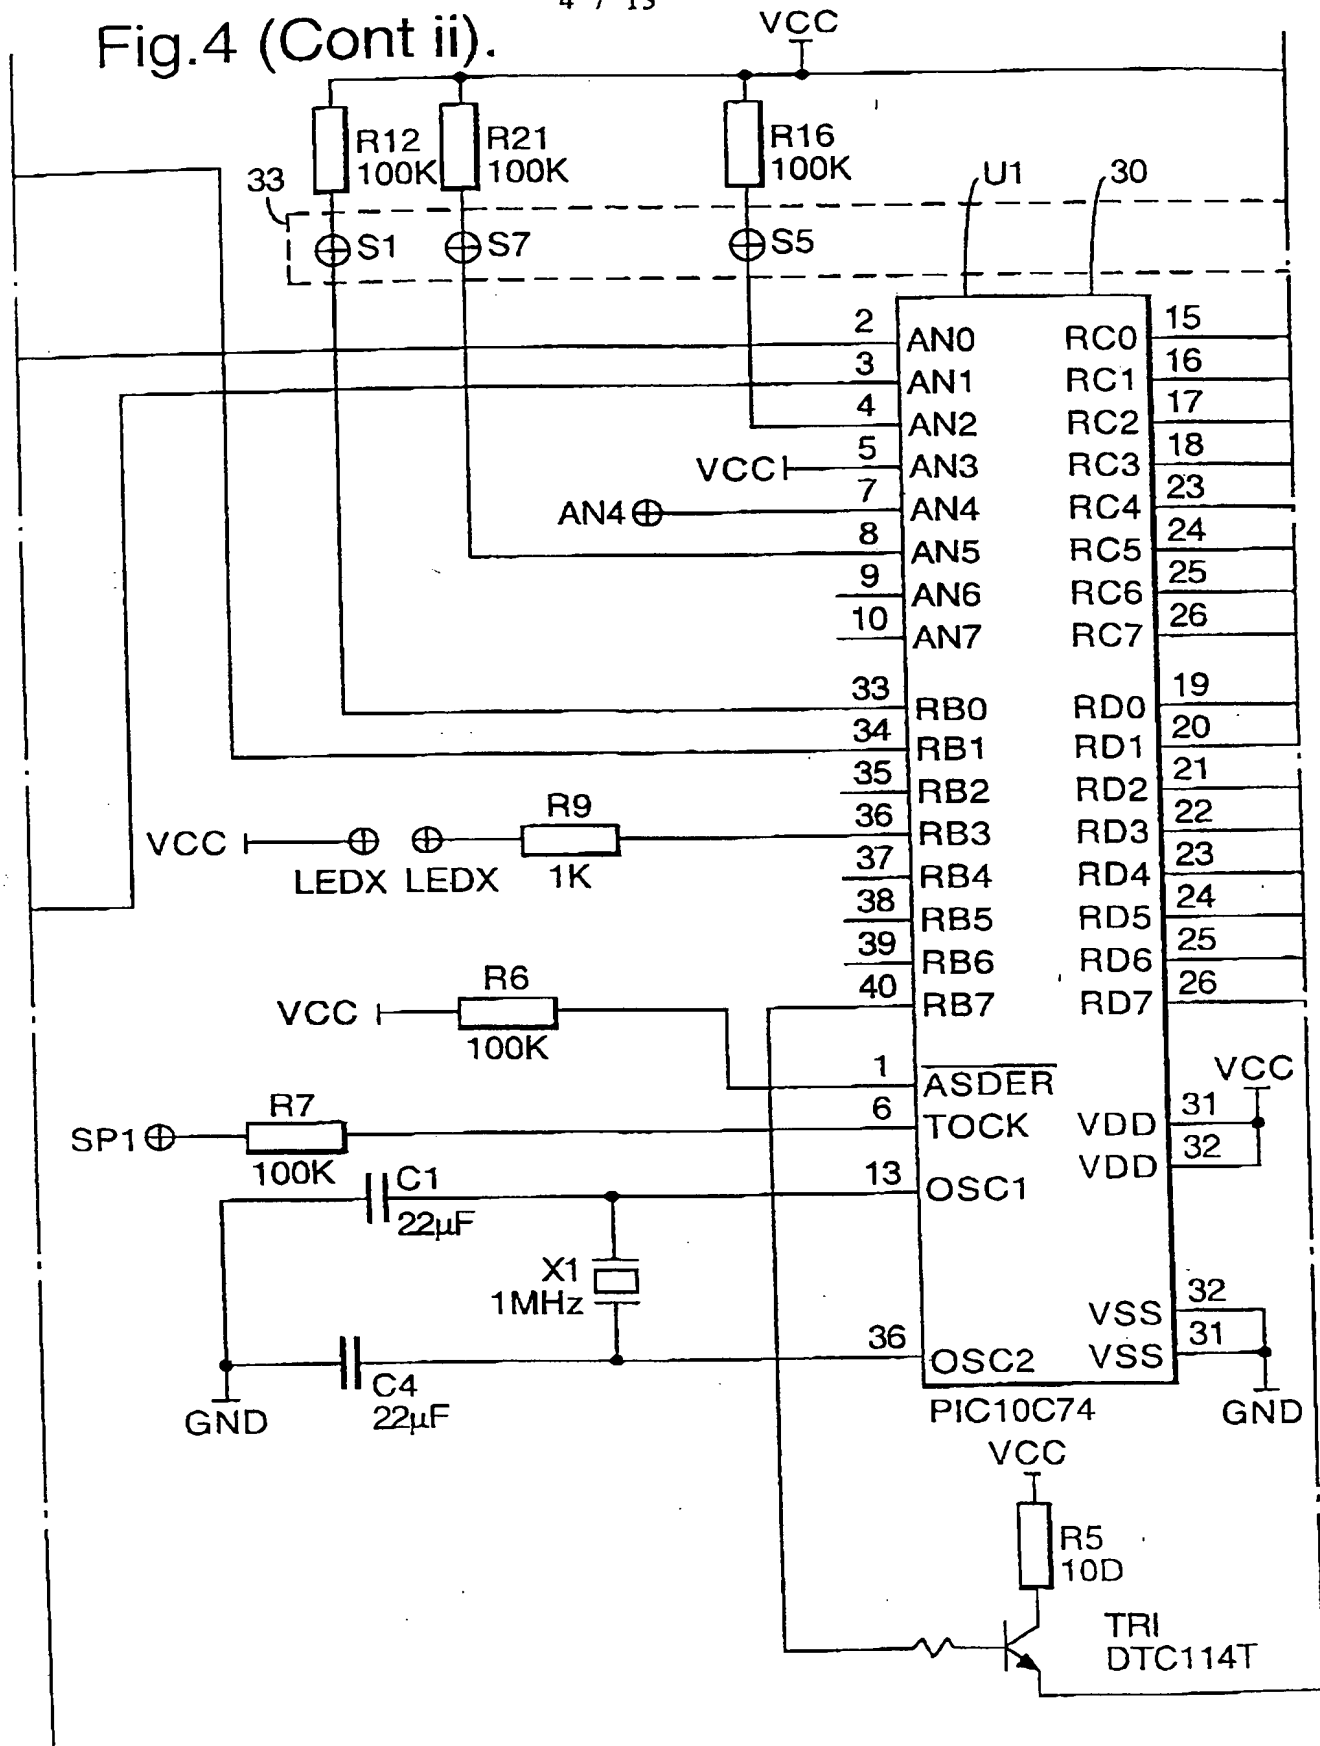 4 / 13
Fig.4 (Cont ii).
VCC
R12
100K
R21
100K
R16
100K
33
U1
30
S1
S7
S5
2
AN0
RC0
15
3
AN1
RC1
16
4
AN2
RC2
17
VCC
5
AN3
RC3
18
AN4
7
AN4
RC4
23
8
AN5
RC5
24
9
AN6
RC6
25
10
AN7
RC7
26
33
RB0
RD0
19
34
RB1
RD1
20
35
RB2
RD2
21
VCC
LEDX
LEDX
R9
1K
36
RB3
RD3
22
37
RB4
RD4
23
38
RB5
RD5
24
39
RB6
RD6
25
40
RB7
RD7
26
VCC
R6
100K
1
ASDER
VCC
SP1
R7
100K
6
TOCK
VDD
31
VDD
32
C1
22µF
13
OSC1
X1
1MHz
VSS
32
C4
22µF
36
OSC2
VSS
31
GND
GND
PIC10C74
VCC
R5
10D
TRI
DTC114T